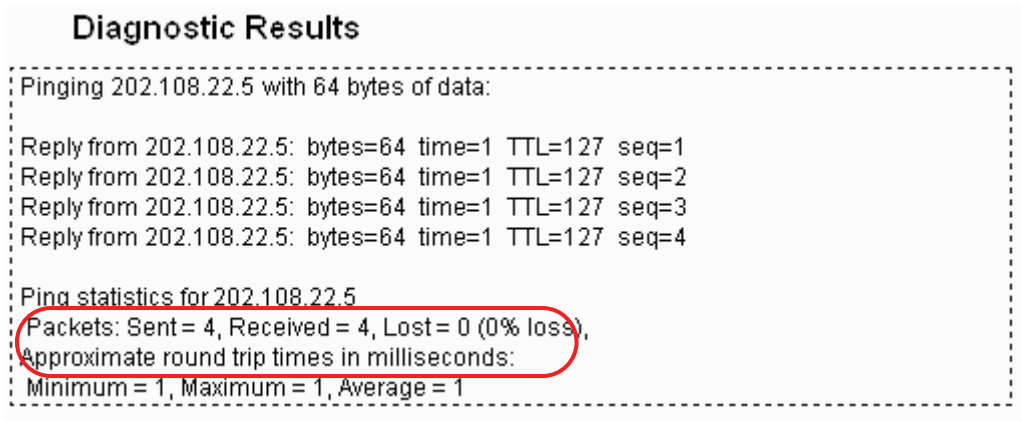 Diagnostic Results
Pinging 202.108.22.5 with 64 bytes of data:
Reply from 202.108.22.5: bytes=64 time=1 TTL=127 seq=1
Reply from 202.108.22.5: bytes=64 time=1 TTL=127 seq=2
Reply from 202.108.22.5: bytes=64 time=1 TTL=127 seq=3
Reply from 202.108.22.5: bytes=64 time=1 TTL=127 seq=4
Ping statistics for 202.108.22.5
Packets: Sent = 4, Received = 4, Lost = 0 (0% loss),
Approximate round trip times in milliseconds:
Minimum = 1, Maximum = 1, Average = 1